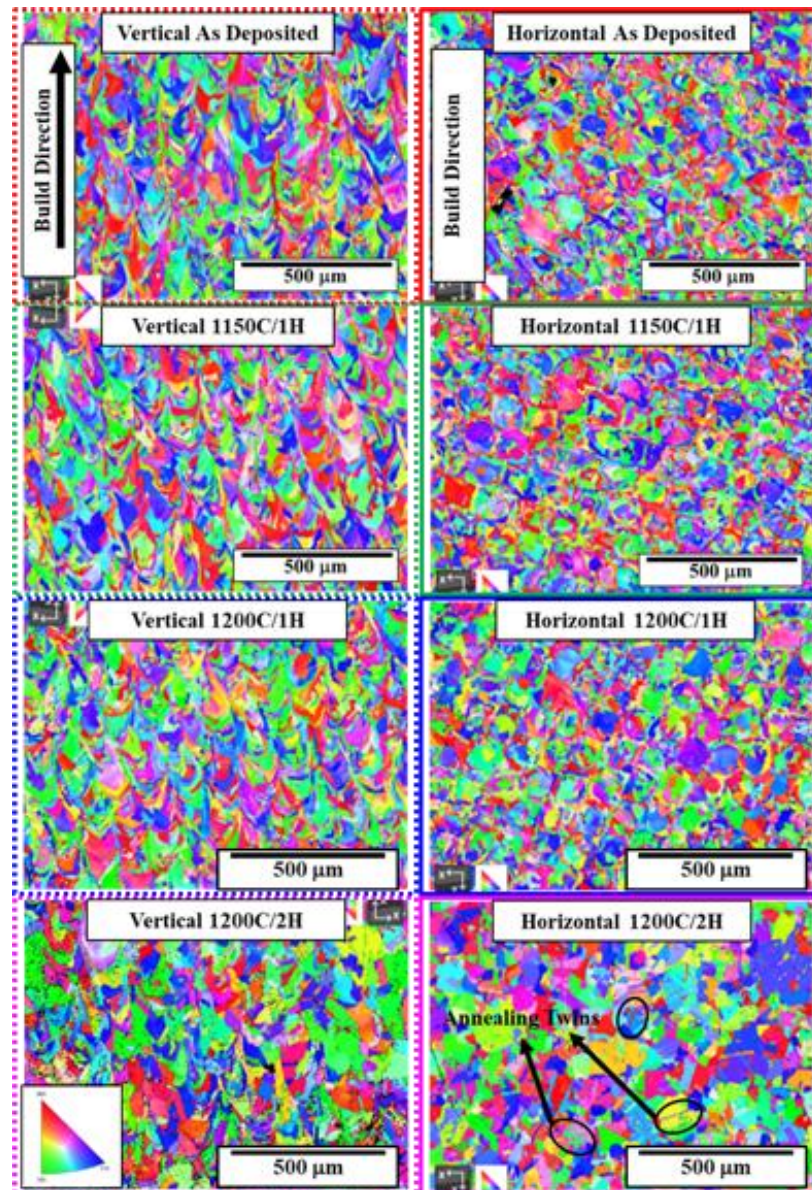 Vertical As Deposited
Horizontal As Deposited
Build Direction
Build Direction
500 μm
500 μm
Vertical 1150C/1H
Horizontal 1150C/1H
500 μm
500 μm
Vertical 1200C/1H
Horizontal 1200C/1H
500 μm
500 μm
Vertical 1200C/2H
Horizontal 1200C/2H
Annealing Twins
500 μm
500 μm